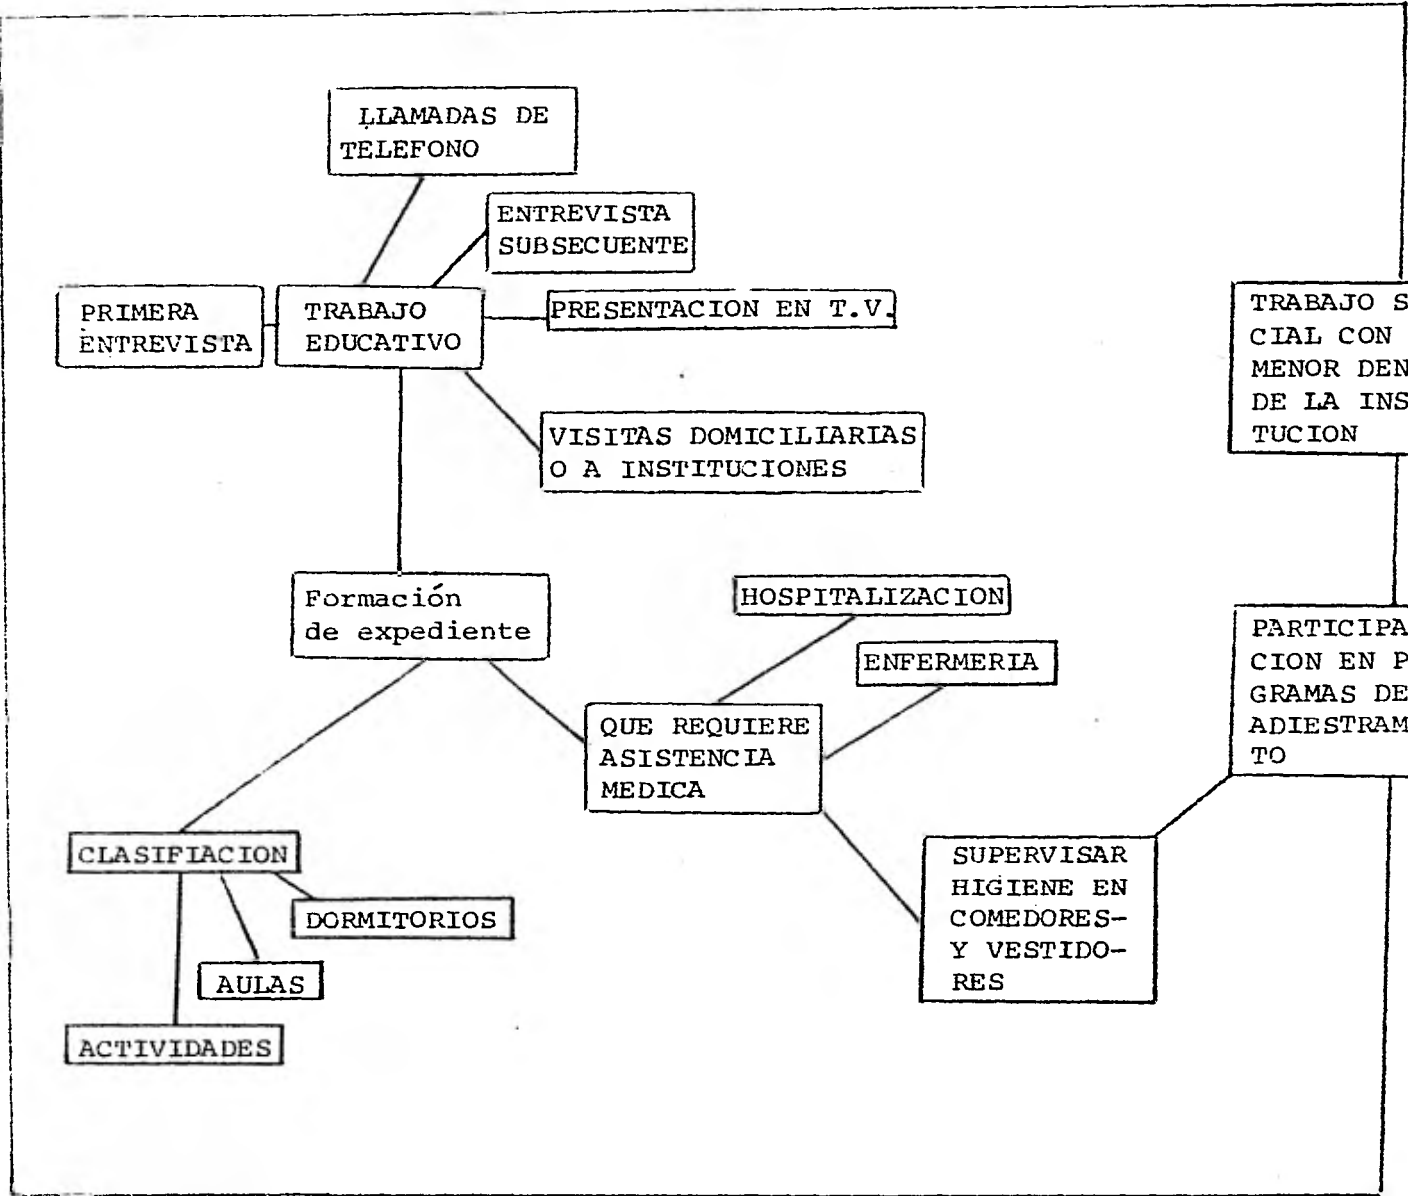 LLAMADAS DE
TELEFONO
ENTREVISTA
SUBSECUENTE
PRIMERA
ENTREVISTA
TRABAJO
EDUCATIVO
PRESENTACION EN T.V.
VISITAS DOMICILIARIAS
O A INSTITUCIONES
TRABAJO S
CIAL CON
MENOR DEN
DE LA INS
TUCION
Formación
de expediente
HOSPITALIZACION
ENFERMERIA
QUE REQUIERE
ASISTENCIA
MEDICA
PARTICIPA
CION EN P
GRAMAS DE
ADIESTRAM
TO
CLASIFIACION
DORMITORIOS
AULAS
ACTIVIDADES
SUPERVISAR
HIGIENE EN
COMEDORES-
Y VESTIDO-
RES